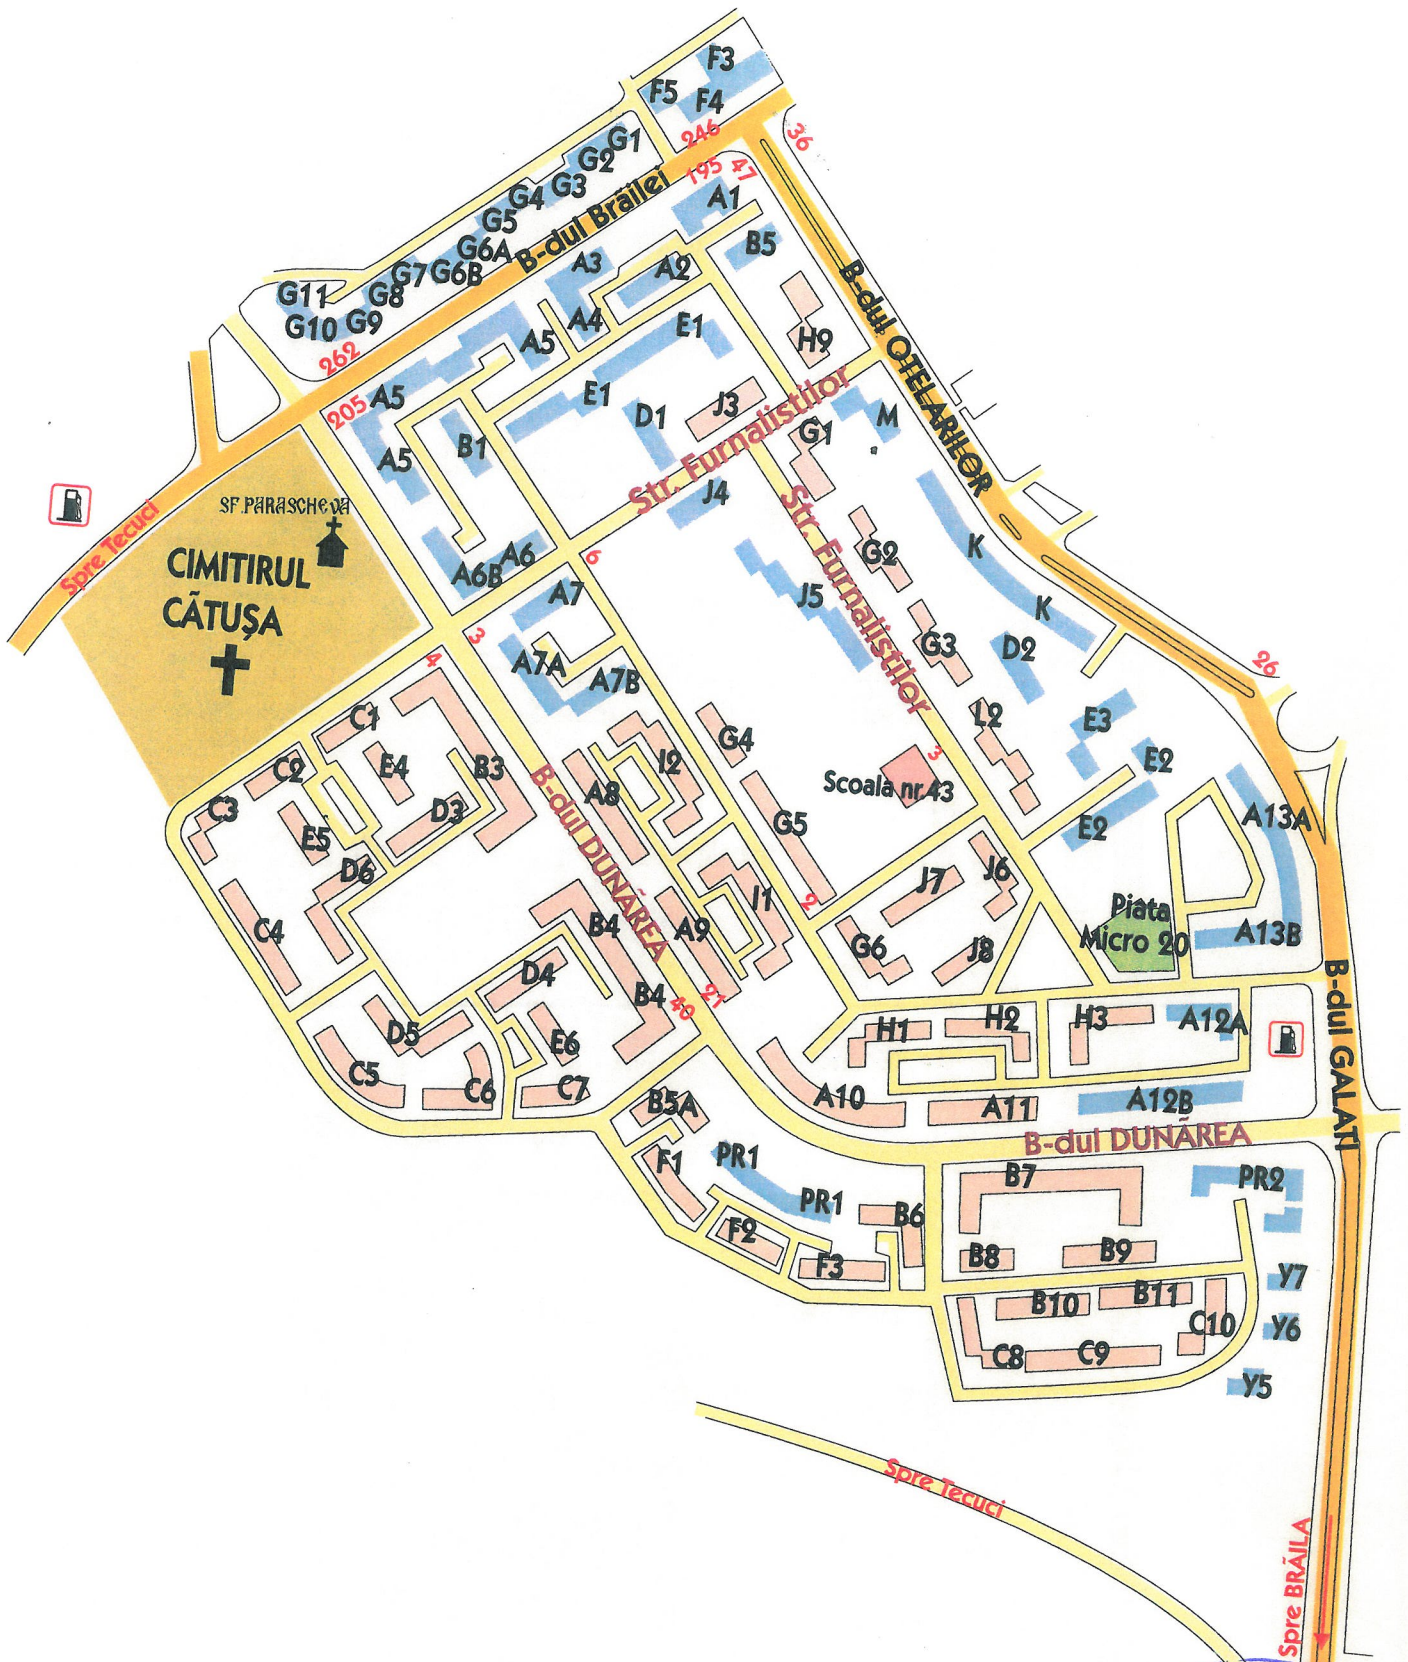 F3
F5
F4
246
36
G1
G2
195
47
G3
G4
A1
G5
B-dul Brăilei
G6A
B5
G7
G6B
A3
A2
G11
G8
G10
G9
A4
E1
B-dul OȚELARILOR
A5
H9
262
205
A5
E1
J3
D1
M
G1
B1
A5
Str. Furnalistilor
J4
SF. PARASCHEVA
Spre Tecuci
CIMITIRUL
CĂTUȘA
Str. Furnalistilor
K
G2
A6
A6B
6
A7
J5
K
3
4
G3
D2
A7A
A7B
26
C1
L2
E3
G4
I2
3
E2
C2
E4
B3
B-dul DUNĂREA
A8
Scoala nr.43
C3
D3
G5
E5
E2
A13A
D6
J7
J6
I1
2
Piata
Micro 20
C4
B4
A9
G6
J8
A13B
D4
B4
21
40
H1
H2
H3
A12A
B-dul GALATI
D5
E6
C5
C6
C7
B5A
A10
A11
A12B
B-dul DUNĂREA
F1
PR1
PR1
B7
PR2
B6
F2
F3
B8
B9
Y7
B10
B11
C10
Y6
C8
C9
Y5
Spre Tecuci
Spre BRĂILA